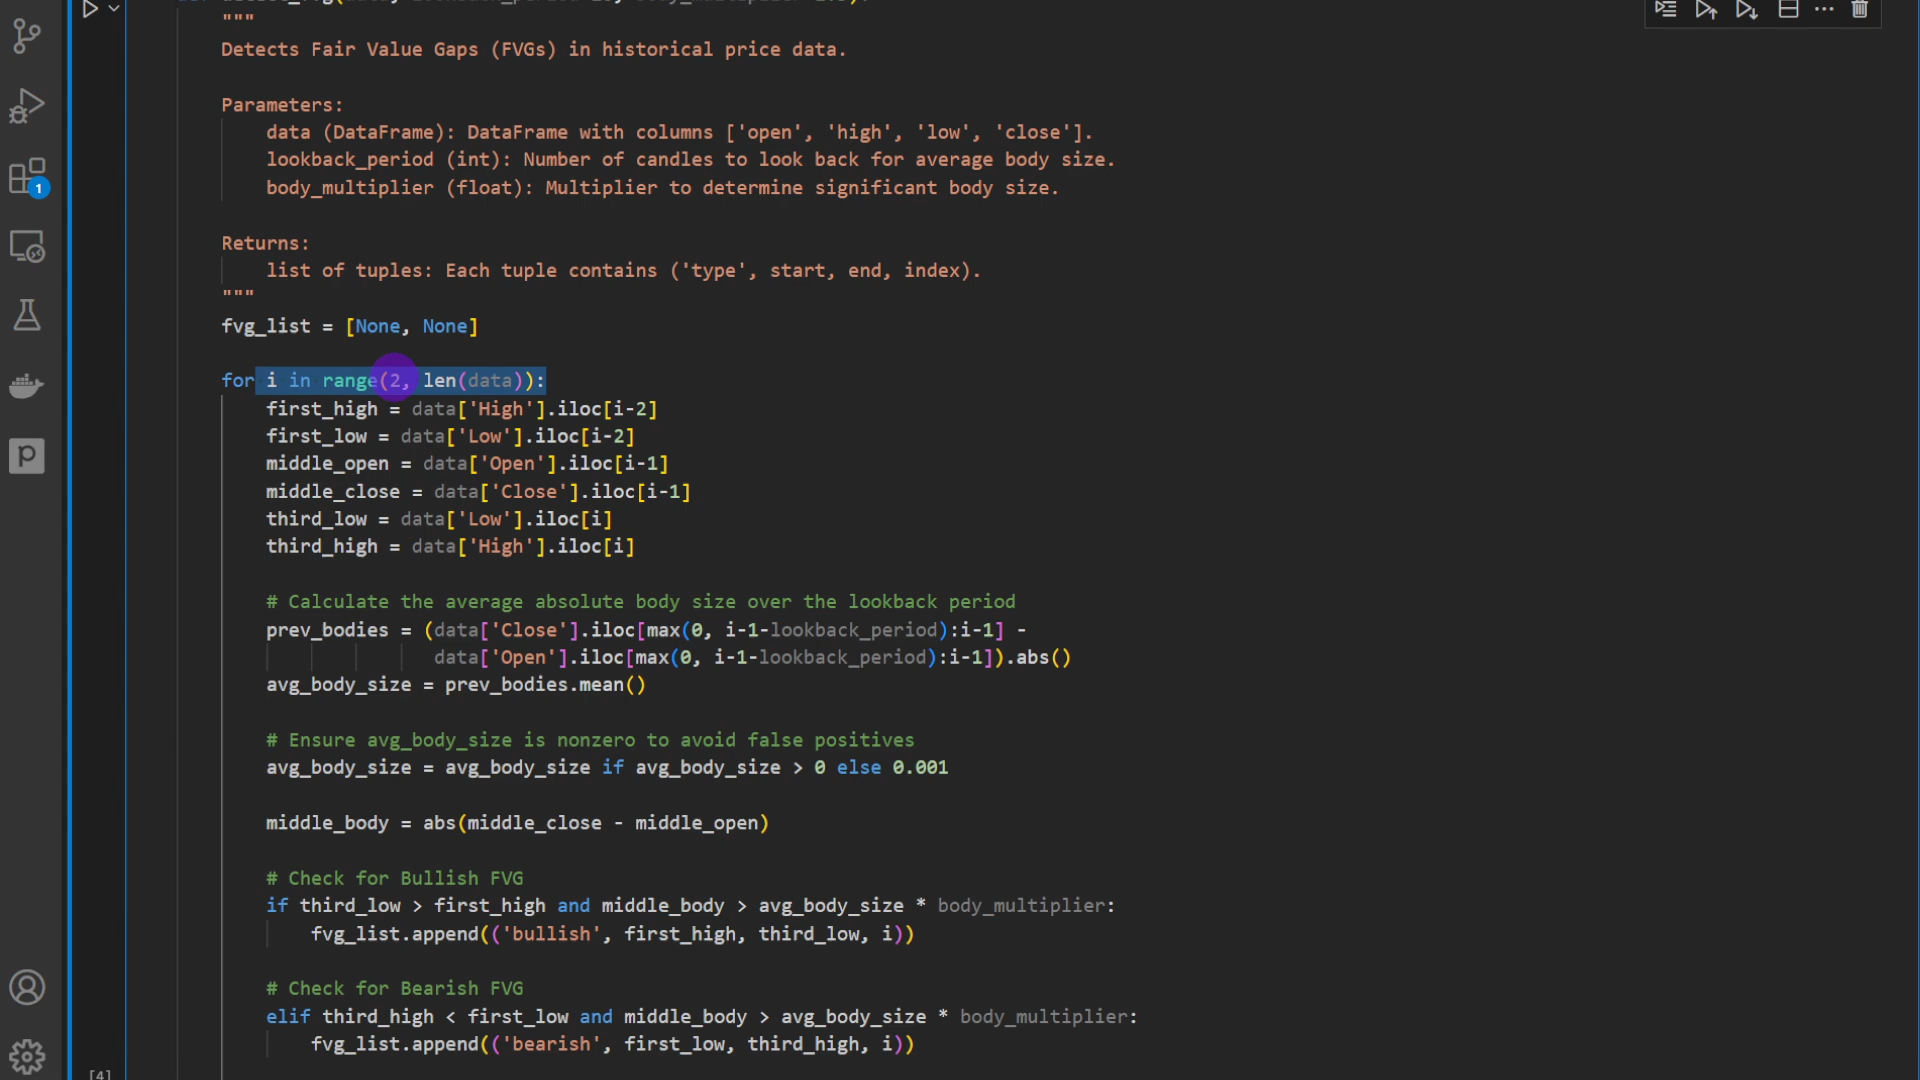 """
Detects Fair Value Gaps (FVGs) in historical price data.
Parameters:
data (DataFrame): DataFrame with columns ['open', 'high', 'low', 'close'].
lookback_period (int): Number of candles to look back for average body size.
body_multiplier (float): Multiplier to determine significant body size.
Returns:
list of tuples: Each tuple contains ('type', start, end, index).
"""
fvg_list = [None, None]
for i in range(2, len(data)):
first_high = data['High'].iloc[i-2]
first_low = data['Low'].iloc[i-2]
middle_open = data['Open'].iloc[i-1]
middle_close = data['Close'].iloc[i-1]
third_low = data['Low'].iloc[i]
third_high = data['High'].iloc[i]
# Calculate the average absolute body size over the lookback period
prev_bodies = (data['Close'].iloc[max(0, i-1-lookback_period):i-1] -
data['Open'].iloc[max(0, i-1-lookback_period):i-1]).abs()
avg_body_size = prev_bodies.mean()
# Ensure avg_body_size is nonzero to avoid false positives
avg_body_size = avg_body_size if avg_body_size > 0 else 0.001
middle_body = abs(middle_close - middle_open)
# Check for Bullish FVG
if third_low > first_high and middle_body > avg_body_size * body_multiplier:
fvg_list.append(('bullish', first_high, third_low, i))
# Check for Bearish FVG
elif third_high < first_low and middle_body > avg_body_size * body_multiplier:
fvg_list.append(('bearish', first_low, third_high, i))
[4]
1
p